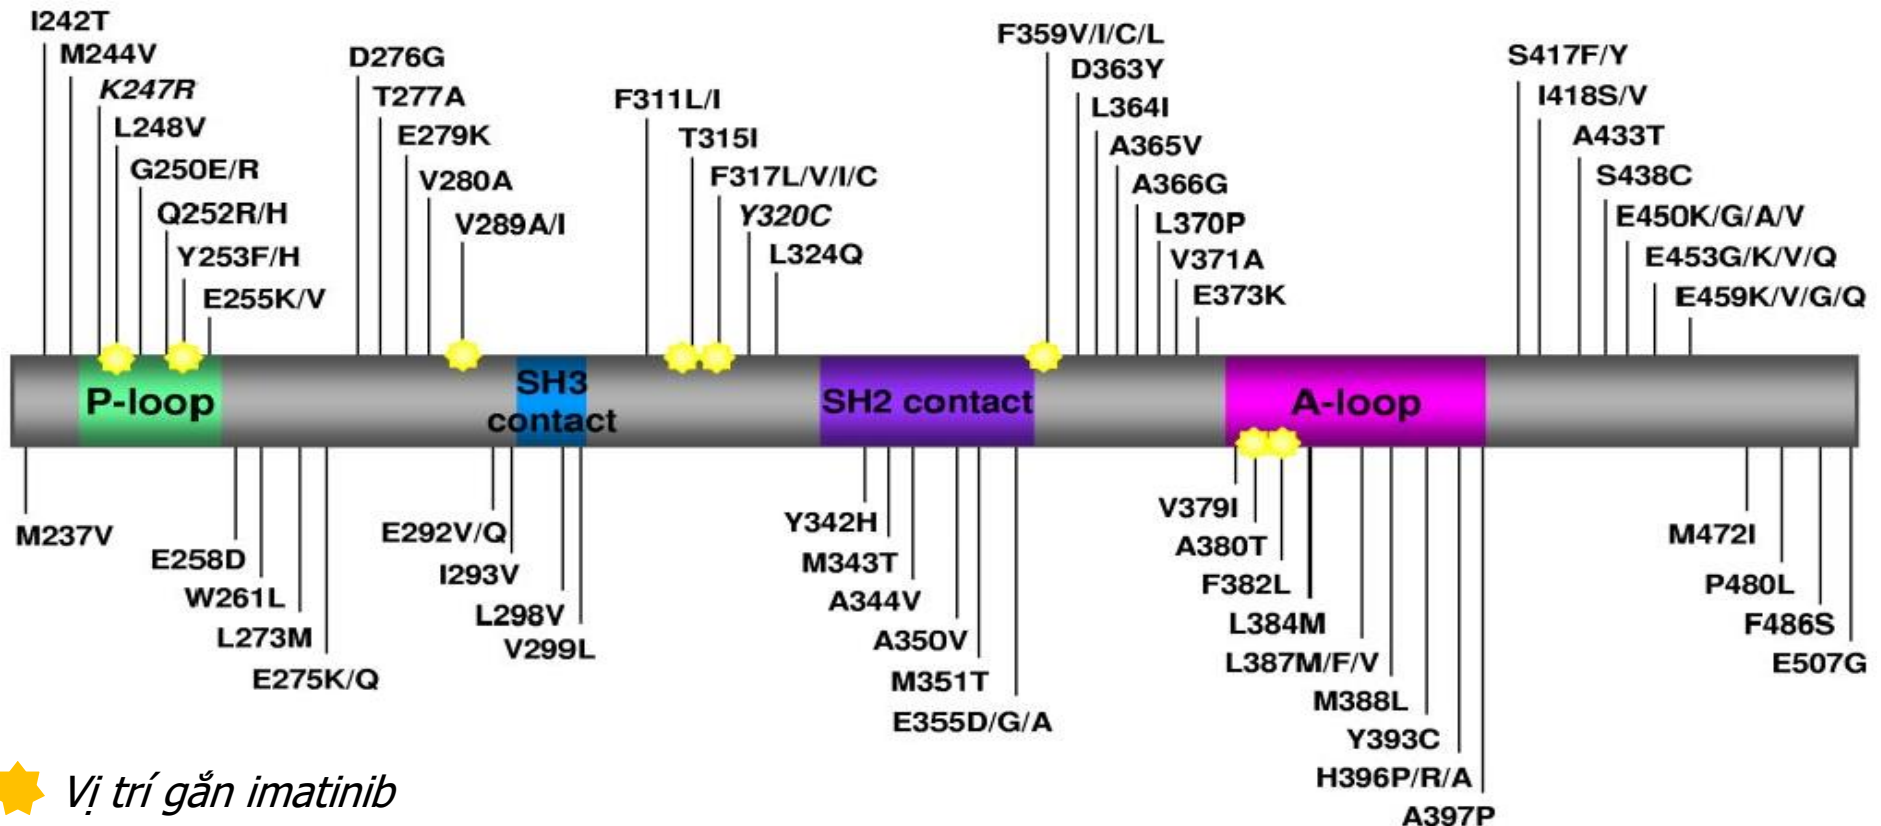 I242T
M244V
K247R
L248V
G250E/R
Q252R/H
Y253F/H
E255K/V
D276G
T277A
E279K
V280A
V289A/I
F311L/I
T315I
F317L/V/I/C
Y320C
L324Q
F359V/I/C/L
D363Y
L364I
A365V
A366G
L370P
V371A
E373K
S417F/Y
I418S/V
A433T
S438C
E450K/G/A/V
E453G/K/V/Q
E459K/V/G/Q
P-loop
SH3
contact
SH2 contact
A-loop
M237V
E258D
W261L
L273M
E275K/Q
E292V/Q
I293V
L298V
V299L
Y342H
M343T
A344V
A350V
M351T
E355D/G/A
V379I
A380T
F382L
L384M
L387M/F/V
M388L
Y393C
H396P/R/A
A397P
M472I
P480L
F486S
E507G
Vị trí gắn imatinib